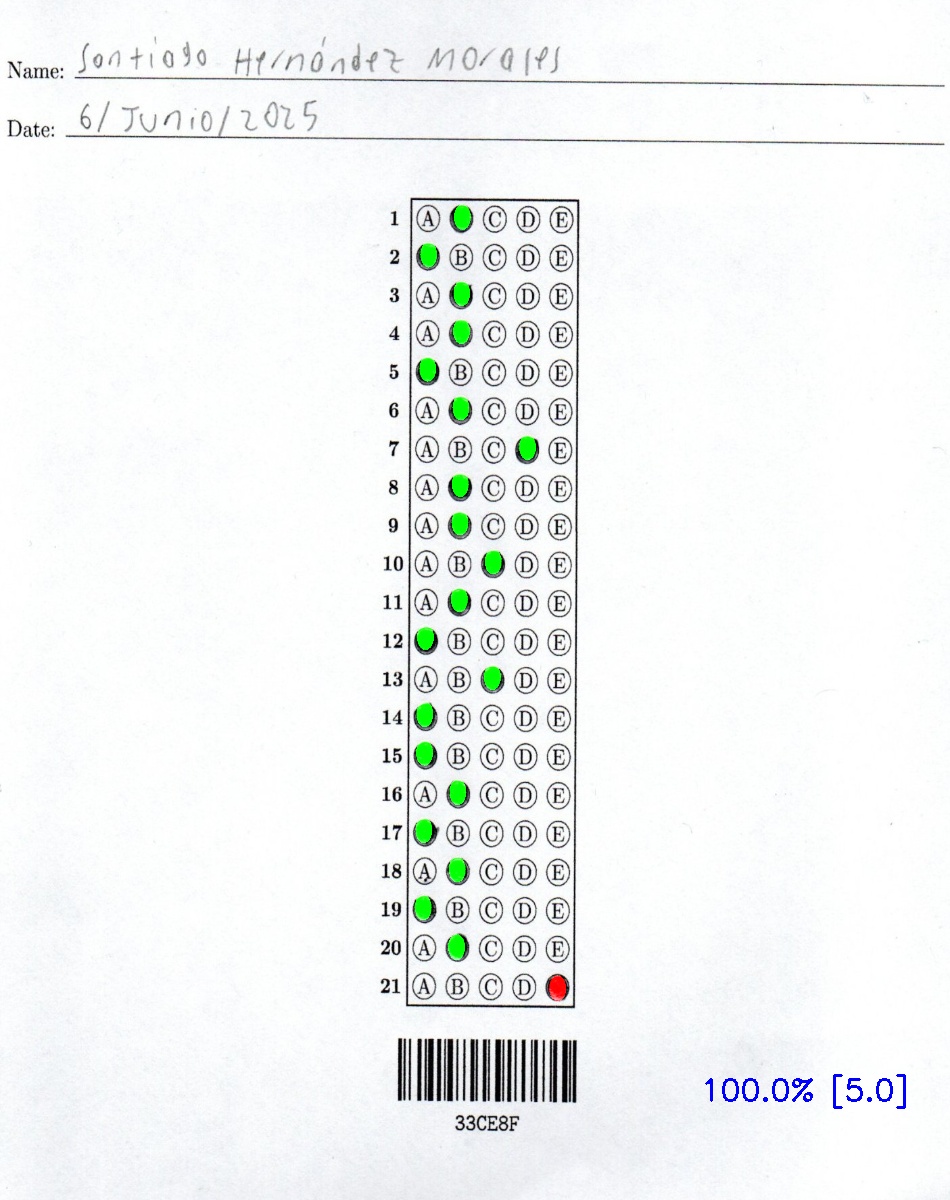 Name: Santiago Hernández Morales
Date: 6/Junio/2025
1 A C D E
2 B C D E
3 A C D E
4 A C D E
5 B C D E
6 A C D E
7 A B C E
8 A C D E
9 A C D E
10 A B D E
11 A C D E
12 B C D E
13 A B D E
14 B C D E
15 B C D E
16 A C D E
17 B C D E
18 A C D E
19 B C D E
20 A C D E
21 A B C D
33CE8F
100.0% [5.0]